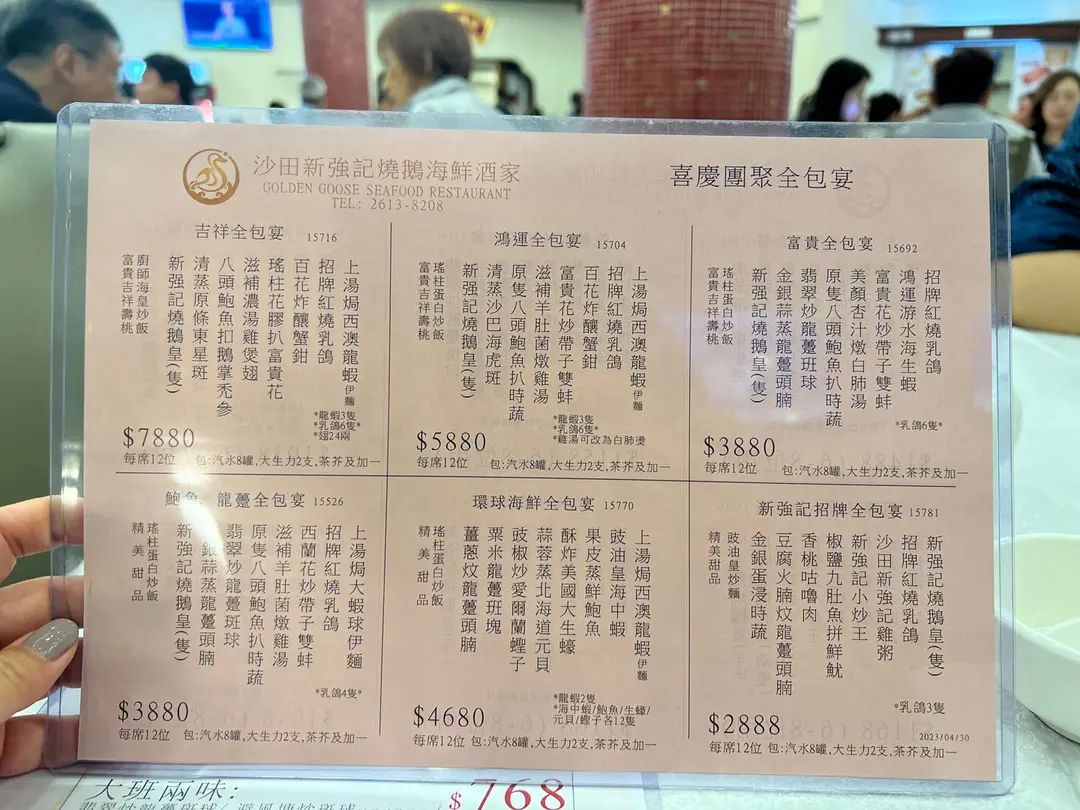 沙田新強記燒鵝海鮮酒家
GOLDEN GOOSE SEAFOOD RESTAURANT
TEL: 2613-8208
喜慶團聚全包宴
吉祥全包宴 15716
上湯焗西澳龍蝦伊麵
招牌紅燒乳鴿
百花炸釀蟹鉗
瑤柱花膠扒富貴花
滋補濃湯雞煲翅
八頭鮑魚扣鵝掌禿參
清蒸原條東星斑
新強記燒鵝皇(隻)
廚師海皇炒飯
富貴吉祥壽桃
*龍蝦3隻
*乳鴿6隻*
*翅24兩
$7880
每席12位 包:汽水8罐,大生力2支,茶芥及加一
鴻運全包宴 15704
上湯焗西澳龍蝦伊麵
招牌紅燒乳鴿
百花炸釀蟹鉗
富貴花炒帶子雙蚌
滋補羊肚菌燉雞湯
原隻八頭鮑魚扒時蔬
清蒸沙巴海虎斑
新強記燒鵝皇(隻)
瑤柱蛋白炒飯
富貴吉祥壽桃
*龍蝦3隻
*乳鴿6隻*
*雞湯可改為白肺燙
$5880
每席12位 包:汽水8罐,大生力2支,茶芥及加一
富貴全包宴 15692
招牌紅燒乳鴿
鴻運游水海生蝦
富貴花炒帶子雙蚌
美顏杏汁燉白肺湯
原隻八頭鮑魚扒時蔬
翡翠炒龍躉班球
金銀蒜蒸龍躉頭腩
新强記燒鵝皇(隻)
瑤柱蛋白炒飯
富貴吉祥壽桃
*乳鴿6隻*
$3880
每席12位 包:汽水8罐,大生力2支,茶芥及加一
鮑魚 龍躉全包宴 15526
上湯焗大蝦球伊麵
招牌紅燒乳鴿
西蘭花炒帶子雙蚌
滋補羊肚菌燉雞湯
原隻八頭鮑魚扒時蔬
翡翠炒龍躉斑球
銀蒜蒸龍躉頭腩
新強記燒鵝皇(隻)
瑤柱蛋白炒飯
精美甜品
*乳鴿4隻*
$3880
每席12位 包:汽水8罐,大生力2支,茶芥及加一
環球海鮮全包宴 15770
上湯焗西澳龍蝦伊麵
豉油皇海中蝦
果皮蒸鮮鮑魚
酥炸美國大生蠔
蒜蓉蒸北海道元貝
豉椒炒愛爾蘭蟶子
粟米龍躉班塊
薑蔥炆龍躉頭腩
瑤柱蛋白炒飯
精美甜品
*龍蝦2隻
*海中蝦/鮑魚/生蠔/
元貝/蟶子各12隻
$4680
每席12位 包:汽水8罐,大生力2支,茶芥及加一
新強記招牌全包宴 15781
新強記燒鵝皇(隻)
招牌紅燒乳鴿
沙田新強記雞粥
新強記小炒王
椒鹽九肚魚拼鮮魷
香桃咕嚕肉
豆腐火腩炆龍躉頭腩
金銀蛋浸時蔬
豉油皇炒麵
精美甜品
*乳鴿3隻
$2888
2023/04/30
每席12位 包:汽水8罐,大生力2支,茶芥及加一
大班兩味:
$768